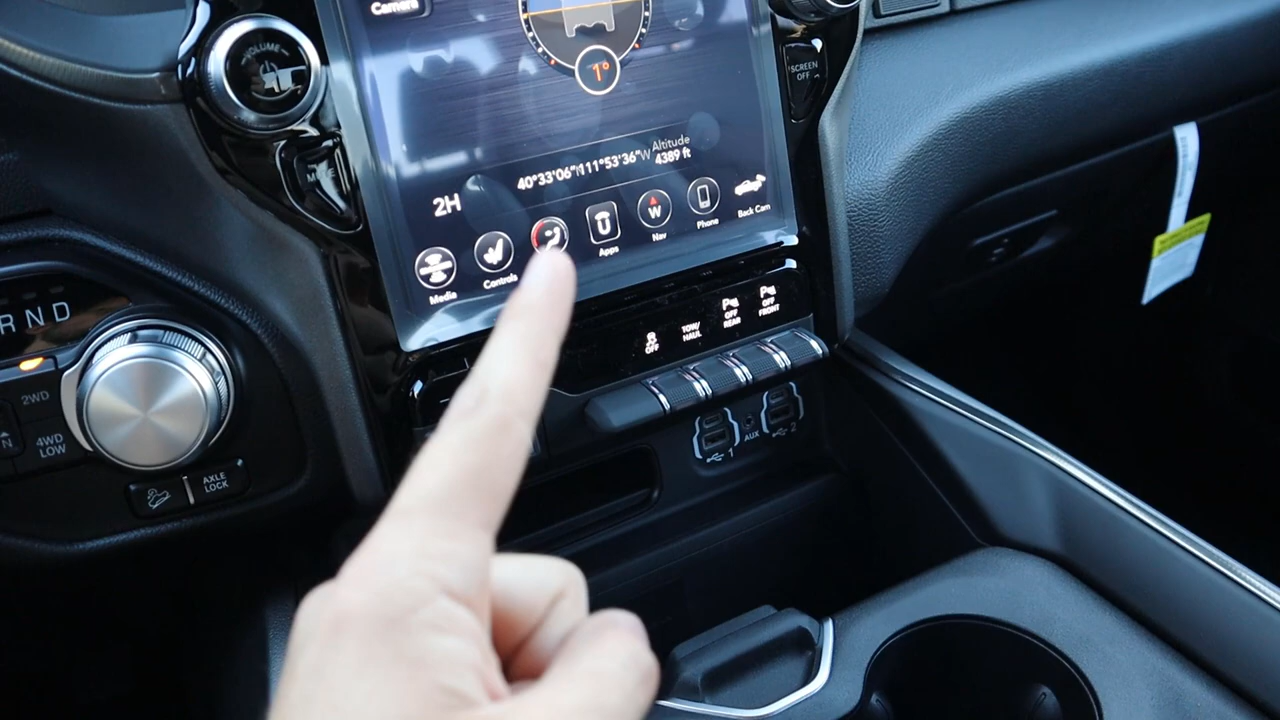 Camera
VOLUME
1°
SCREEN
OFF
Altitude
40°33'06"N 111°53'36"W 4389 ft
2H
Media
Controls
Apps
W
Nav
Phone
Back Cam
R N D
OFF
TOW/
HAUL
OFF
REAR
OFF
FRONT
2WD
N
4WD
LOW
AXLE
LOCK
1
AUX
2